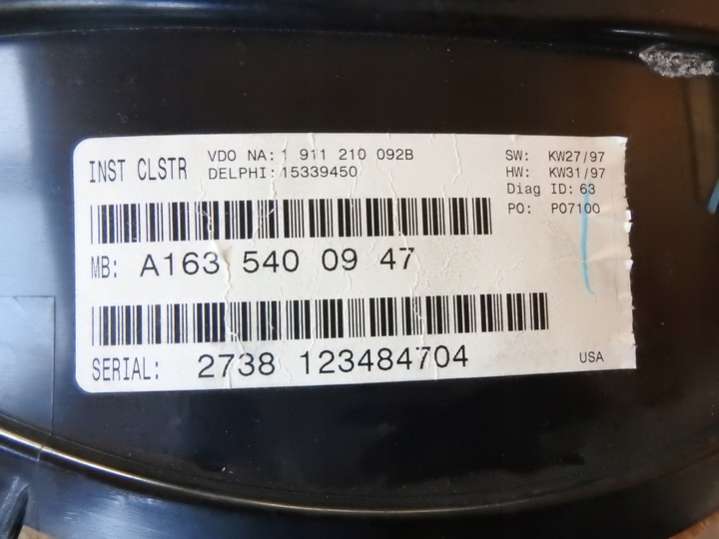 INST CLSTR
VDO NA: 1 911 210 092B
DELPHI: 15339450
SW: KW27/97
HW: KW31/97
Diag ID: 63
PO: P07100
MB: A163 540 09 47
SERIAL: 2738 123484704
USA